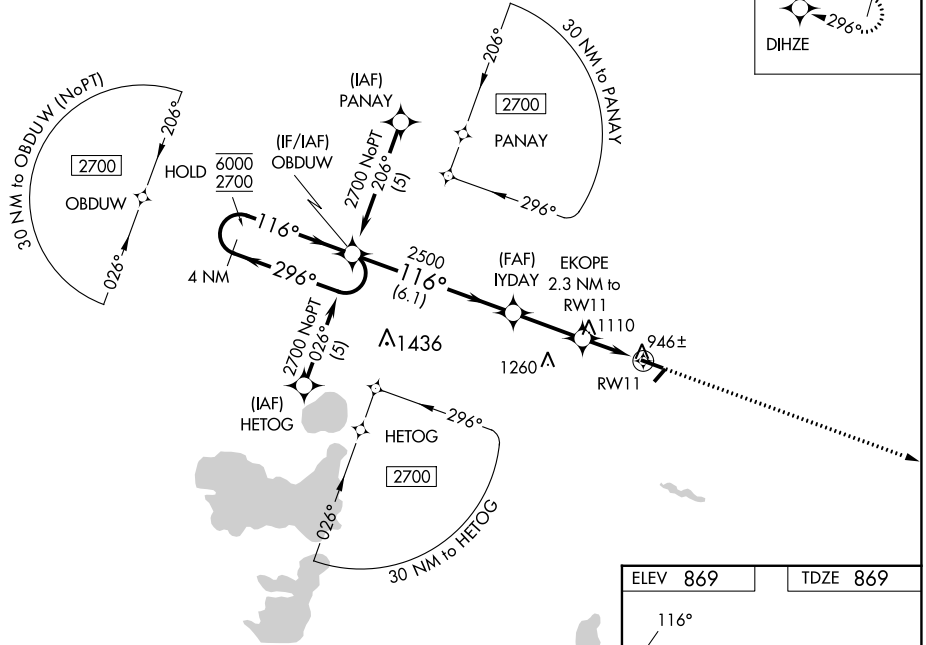 296°
DIHZE
30 NM to OBDUW (NoPT)
206°
2700
OBDUW
026°
HOLD
6000
2700
(IF/IAF)
OBDUW
(IAF)
PANAY
2700 NoPT
206°
(5)
206°
2700
PANAY
296°
30 NM to PANAY
116°
296°
4 NM
2500
116°
(6.1)
(FAF)
IYDAY
EKOPE
2.3 NM to
RW11
1110
946±
1260
RW11
1436
2700 NoPT
026°
(5)
(IAF)
HETOG
296°
HETOG
2700
026°
30 NM to HETOG
ELEV 869
TDZE 869
116°